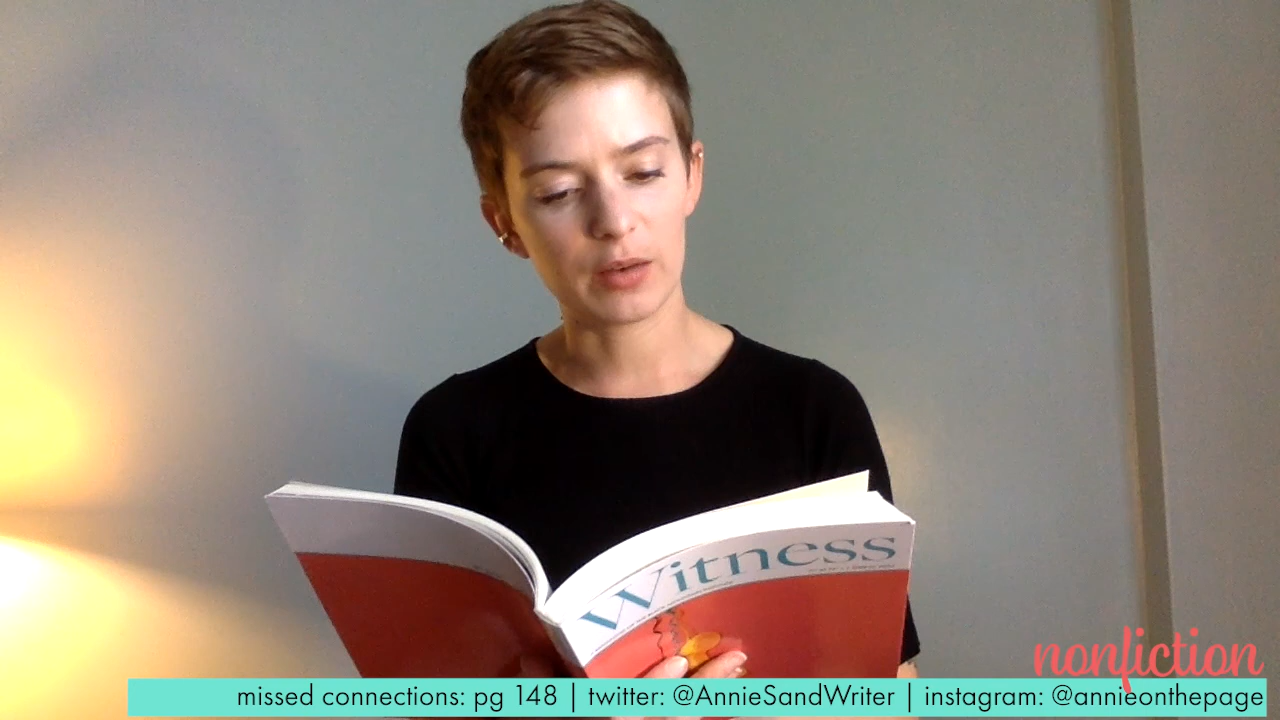 Witness
nonfiction
missed connections: pg 148 | twitter: @AnnieSandWriter | instagram: @annieonthepage